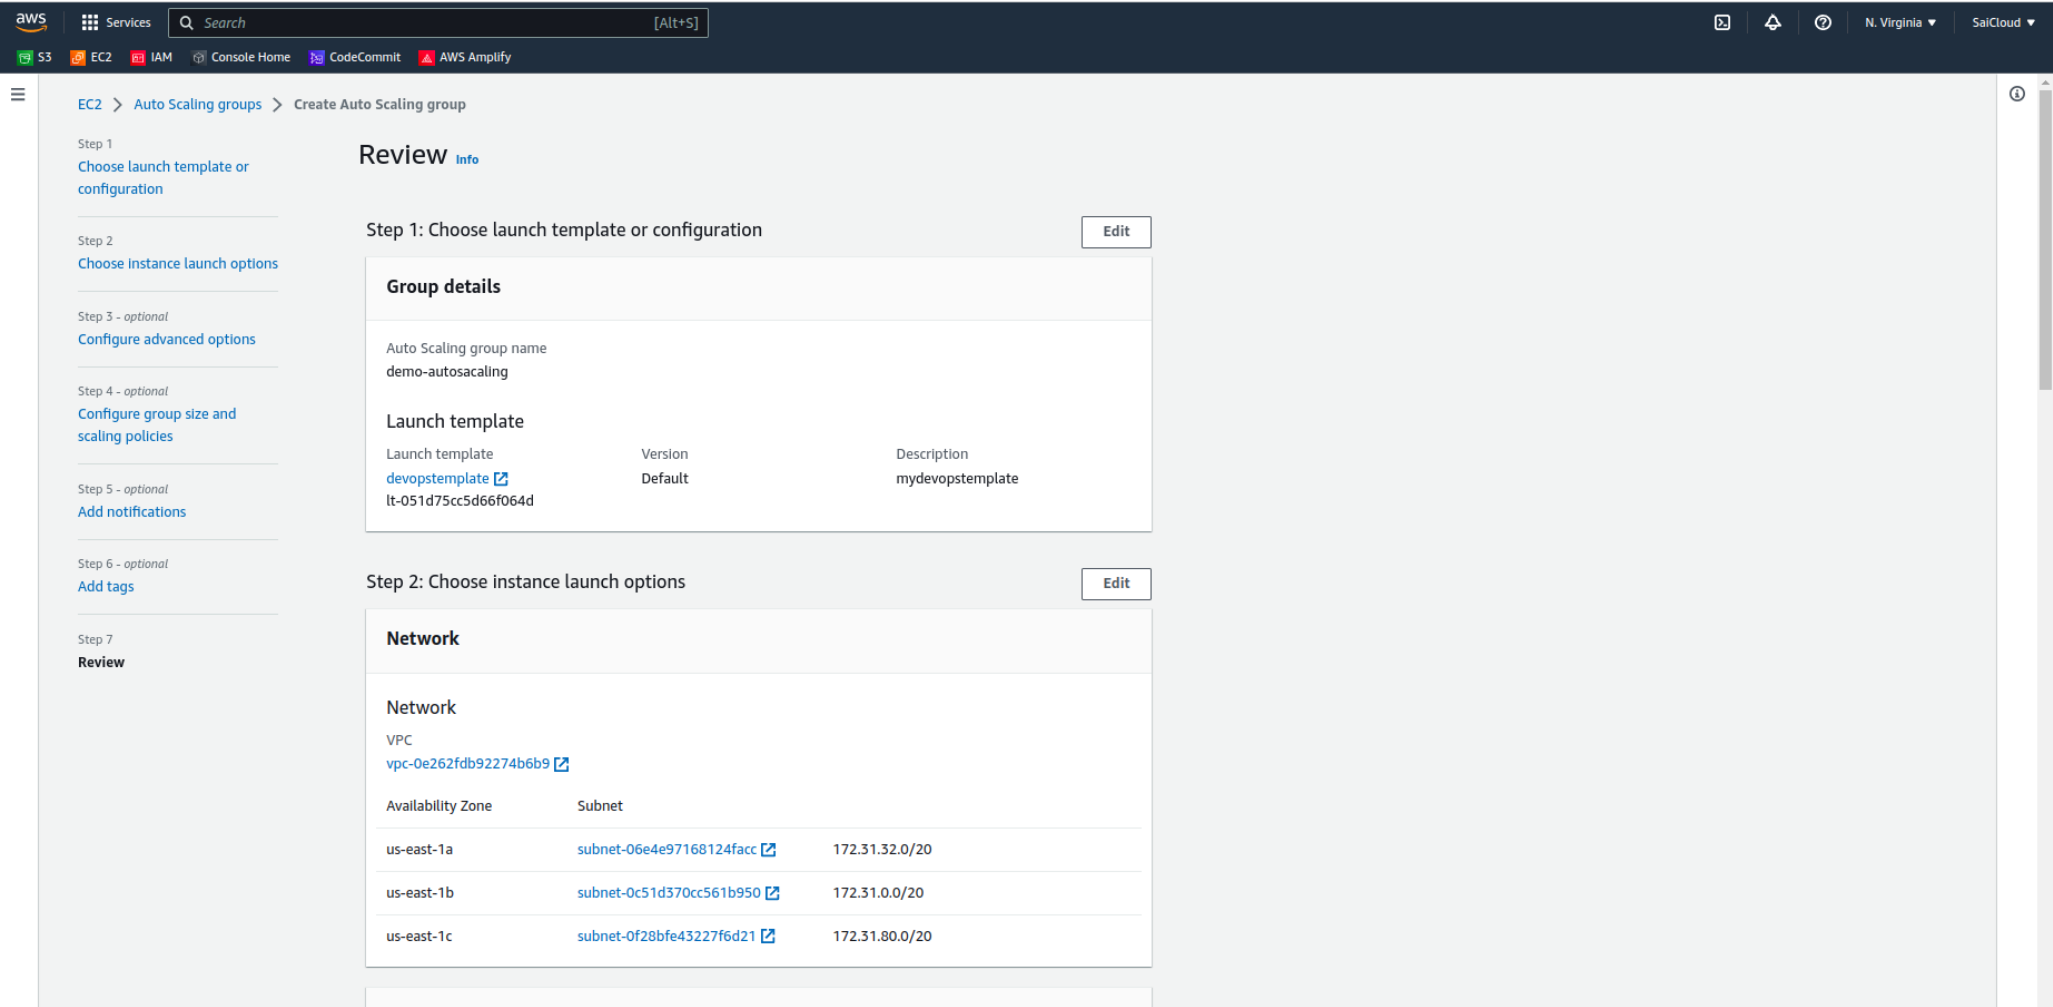 aws
Services
Search [Alt+S]
N. Virginia
SaiCloud
S3
EC2
IAM
Console Home
CodeCommit
AWS Amplify
EC2 > Auto Scaling groups > Create Auto Scaling group
Step 1
Choose launch template or
configuration
Step 2
Choose instance launch options
Step 3 - optional
Configure advanced options
Step 4 - optional
Configure group size and
scaling policies
Step 5 - optional
Add notifications
Step 6 - optional
Add tags
Step 7
Review
Review Info
Step 1: Choose launch template or configuration
Edit
Group details
Auto Scaling group name
demo-autosacaling
Launch template
Launch template Version Description
devopstemplate Default mydevopstemplate
lt-051d75cc5d66f064d
Step 2: Choose instance launch options
Edit
Network
Network
VPC
vpc-0e262fdb92274b6b9
Availability Zone Subnet
us-east-1a subnet-06e4e97168124facc 172.31.32.0/20
us-east-1b subnet-0c51d370cc561b950 172.31.0.0/20
us-east-1c subnet-0f28bfe43227f6d21 172.31.80.0/20